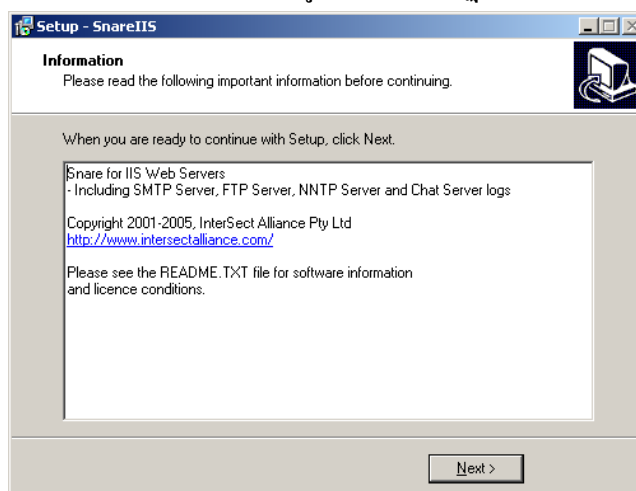 Setup - SnareIIS
Information
Please read the following important information before continuing.
When you are ready to continue with Setup, click Next.
Snare for IIS Web Servers
- Including SMTP Server, FTP Server, NNTP Server and Chat Server logs
Copyright 2001-2005, InterSect Alliance Pty Ltd
http://www.intersectalliance.com/
Please see the README.TXT file for software information
and licence conditions.
Next >